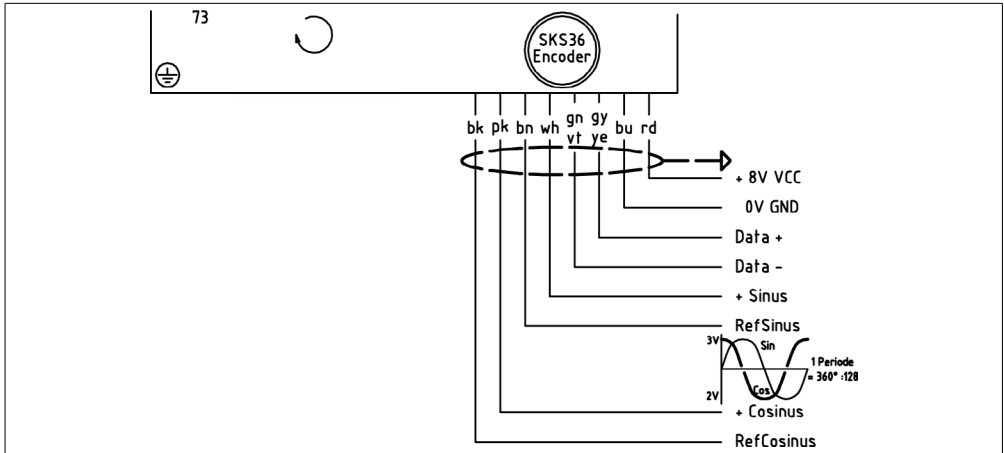 73
SKS36
Encoder
bk pk bn wh gn vt gy ye bu rd
+ 8V VCC
0V GND
Data +
Data -
+ Sinus
RefSinus
3V
Sin
1 Periode
= 360° :128
Cos
2V
+ Cosinus
RefCosinus